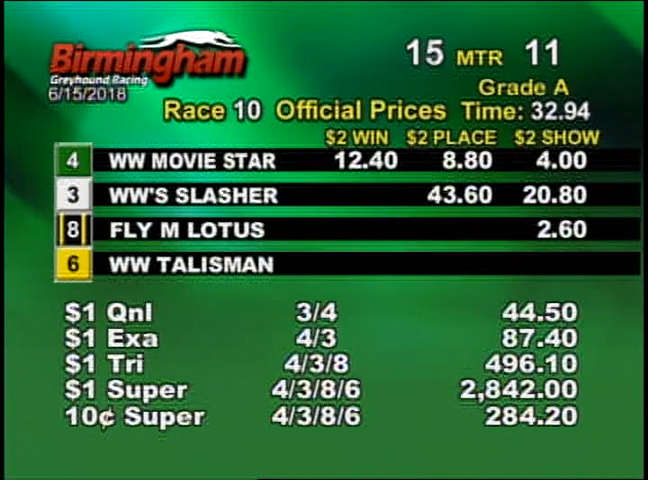 Birmingham
15 MTR 11
Greyhound Racing
Grade A
6/15/2018
Race 10 Official Prices Time: 32.94
$2 WIN $2 PLACE $2 SHOW
4 WW MOVIE STAR 12.40 8.80 4.00
3 WW'S SLASHER 43.60 20.80
8 FLY M LOTUS 2.60
6 WW TALISMAN
$1 Qnl 3/4 44.50
$1 Exa 4/3 87.40
$1 Tri 4/3/8 496.10
$1 Super 4/3/8/6 2,842.00
10¢ Super 4/3/8/6 284.20